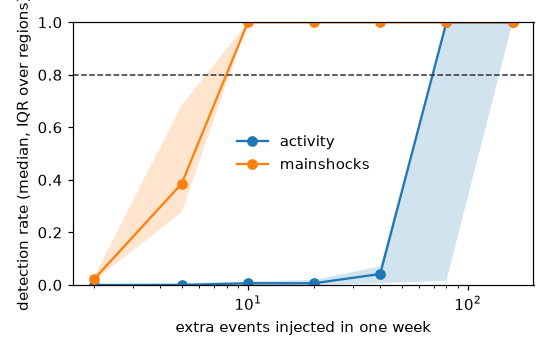 detection rate (median, IQR over regions)
1.0
0.8
0.6
0.4
0.2
0.0
activity
mainshocks
10¹
10²
extra events injected in one week